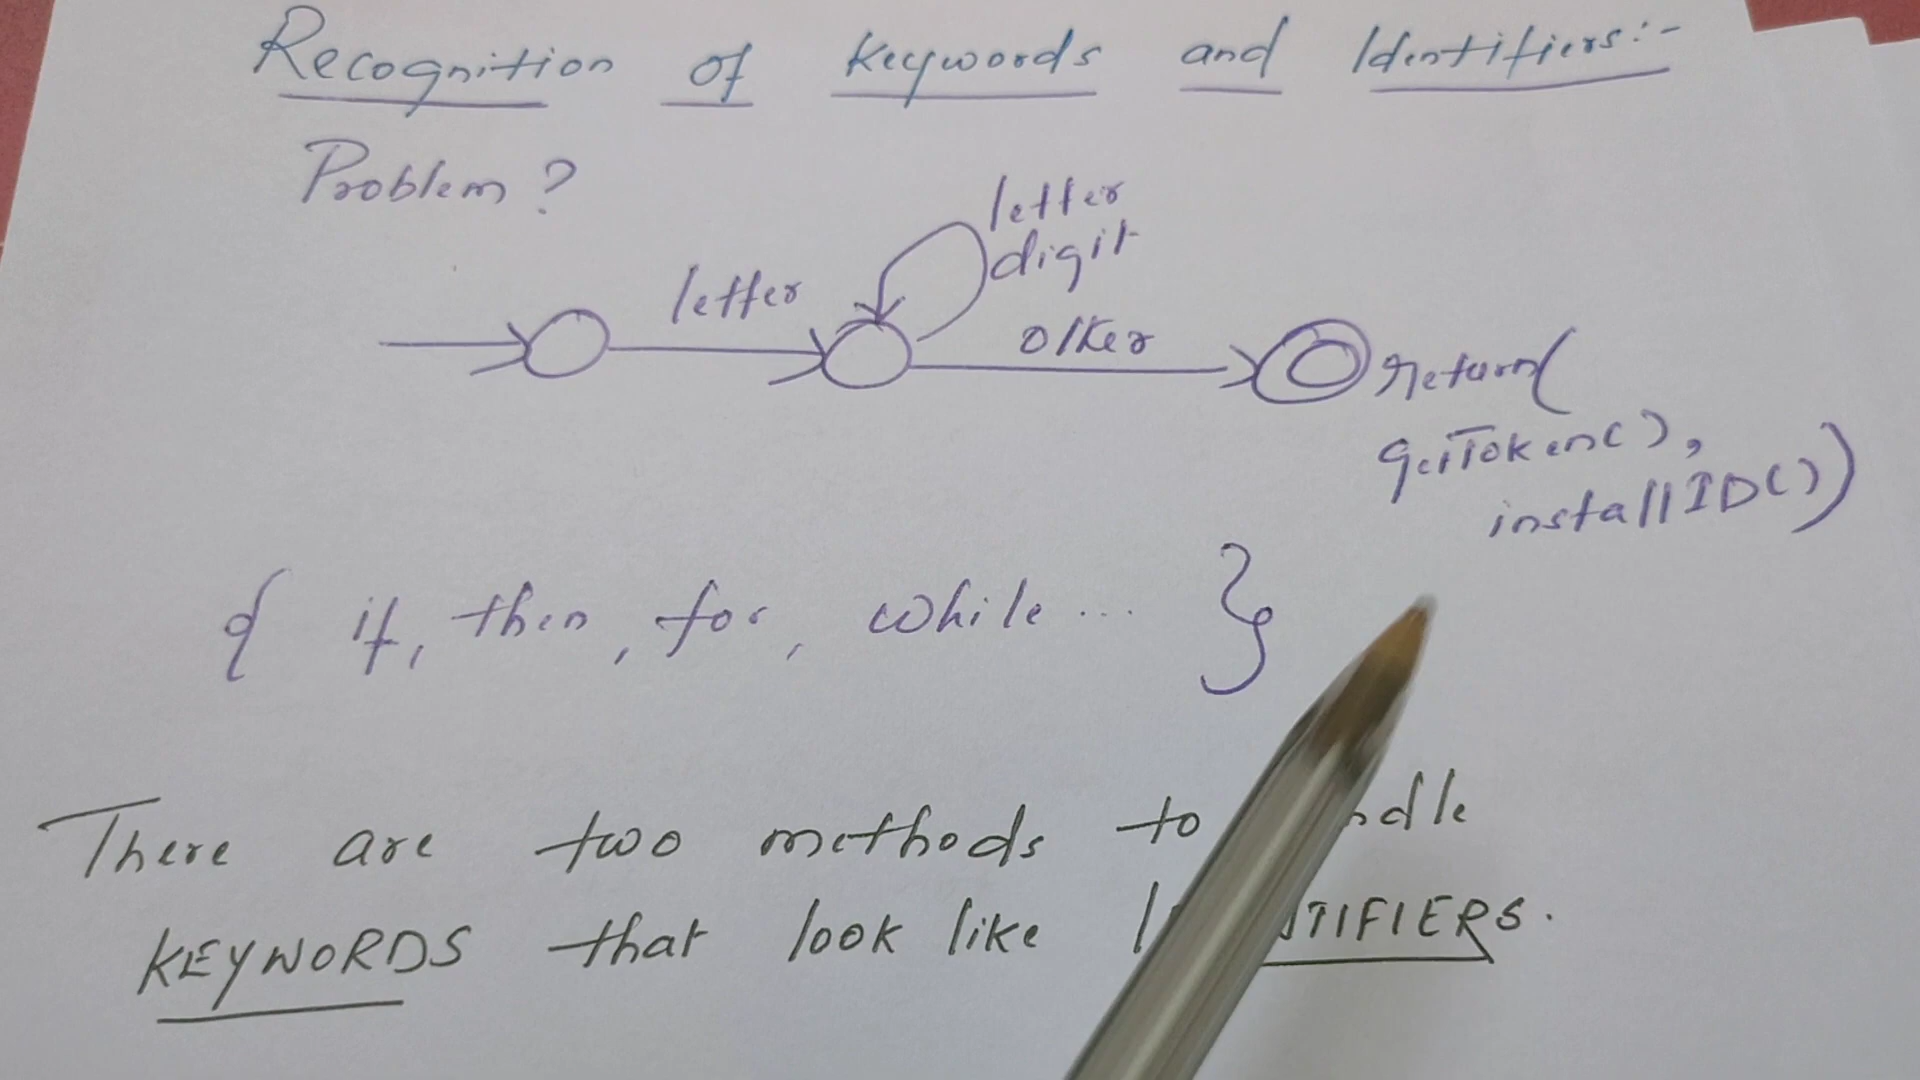 Recognition of Keywords and Identifiers:-
Problem?
letter
digit
letter
other
return(
getToken(),
installID())
{ if, then, for, while... }
There are two methods to
KEYWORDS that look like